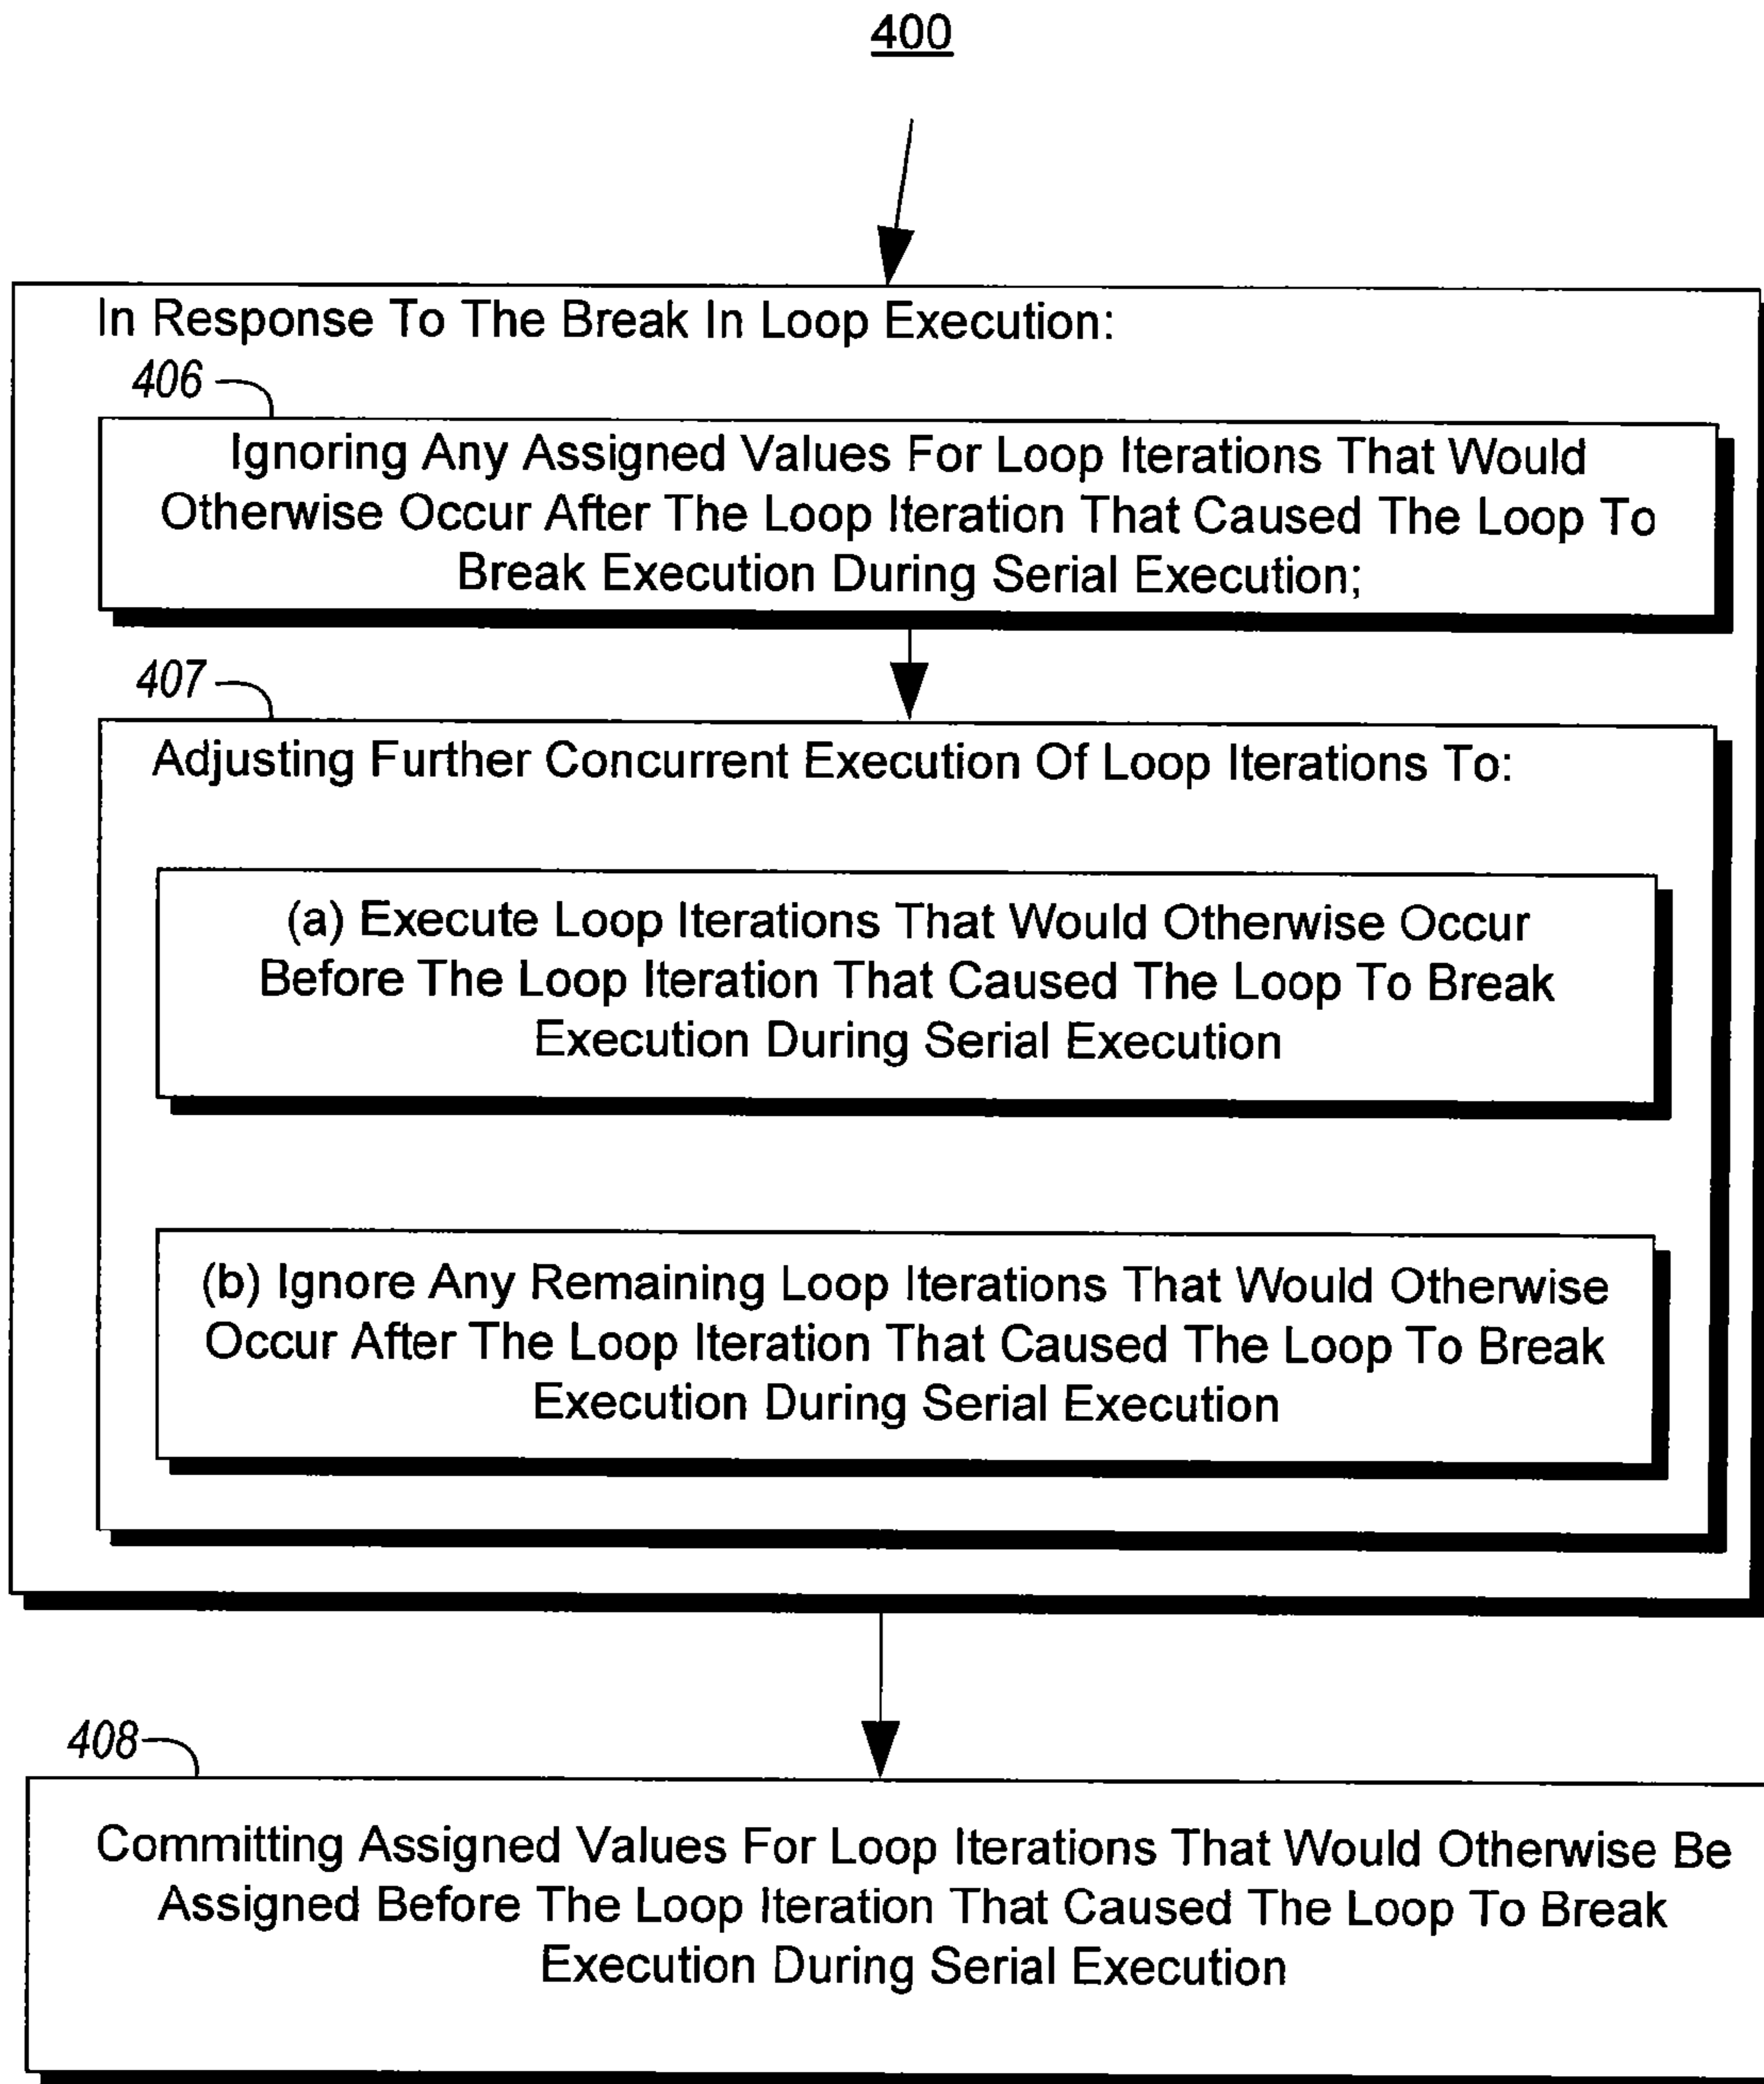 400
In Response To The Break In Loop Execution:
406
Ignoring Any Assigned Values For Loop Iterations That Would
Otherwise Occur After The Loop Iteration That Caused The Loop To
Break Execution During Serial Execution;
407
Adjusting Further Concurrent Execution Of Loop Iterations To:
(a) Execute Loop Iterations That Would Otherwise Occur
Before The Loop Iteration That Caused The Loop To Break
Execution During Serial Execution
(b) Ignore Any Remaining Loop Iterations That Would Otherwise
Occur After The Loop Iteration That Caused The Loop To Break
Execution During Serial Execution
408
Committing Assigned Values For Loop Iterations That Would Otherwise Be
Assigned Before The Loop Iteration That Caused The Loop To Break
Execution During Serial Execution